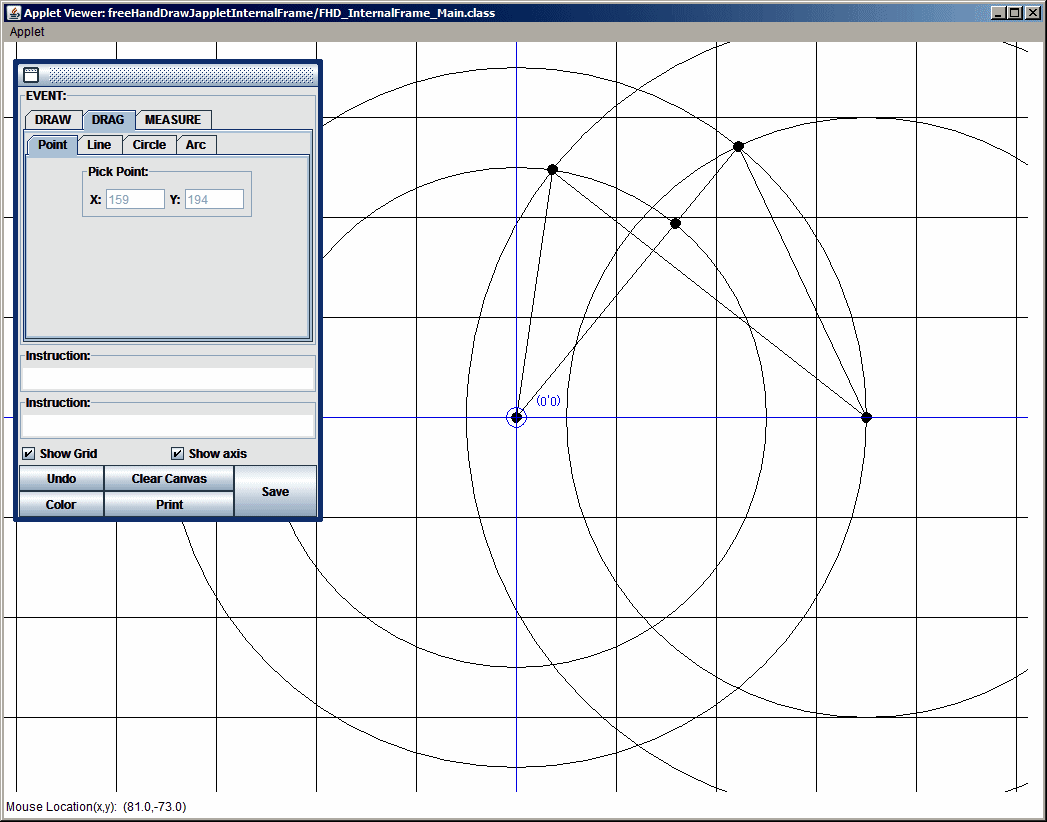 Applet Viewer: freeHandDrawJappletInternalFrame/FHD_InternalFrame_Main.class
Applet
EVENT:
DRAW DRAG MEASURE
Point Line Circle Arc
Pick Point:
X: 159 Y: 194
Instruction:
(0'0)
Instruction:
Show Grid Show axis
Undo Clear Canvas Save
Color Print
Mouse Location(x,y): (81.0,-73.0)